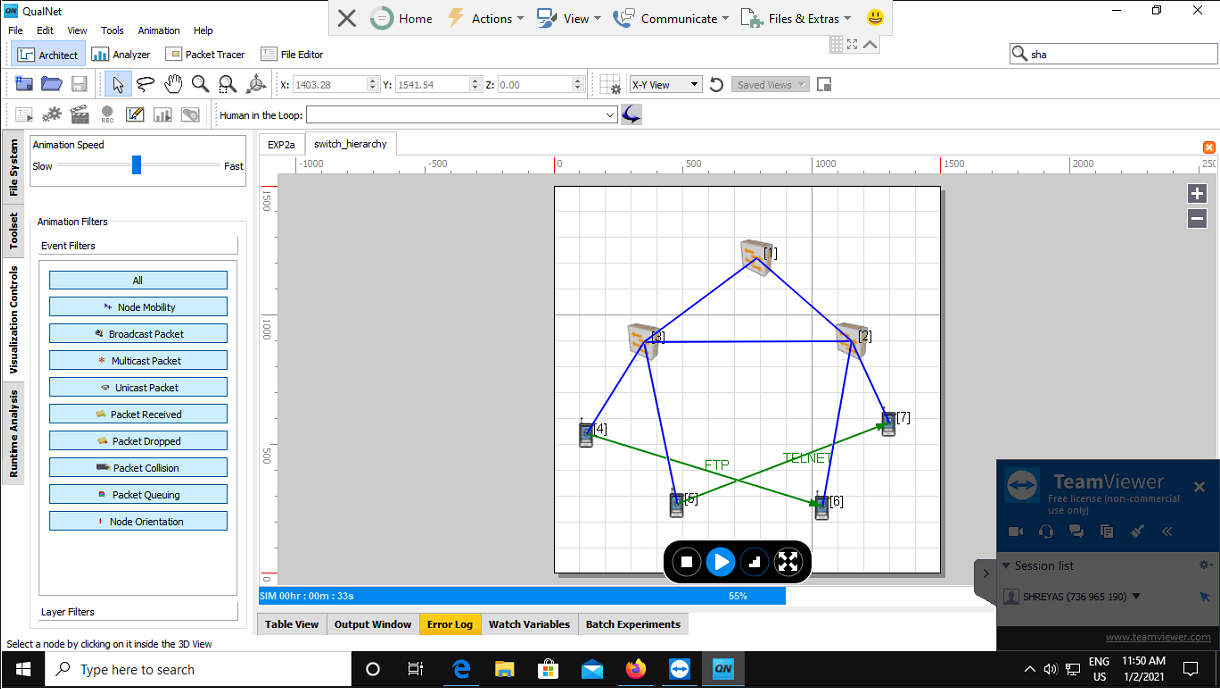 QN QualNet
Home Actions View Communicate Files & Extras
File Edit View Tools Animation Help
Architect Analyzer Packet Tracer File Editor
sha
X: 1403.28 Y: 1541.54 Z: 0.00 X-Y View Saved Views
REC Human in the Loop:
File System
Toolset
Visualization Controls
Runtime Analysis
Animation Speed
Slow Fast
Animation Filters
Event Filters
All
Node Mobility
Broadcast Packet
Multicast Packet
Unicast Packet
Packet Received
Packet Dropped
Packet Collision
Packet Queuing
Node Orientation
Layer Filters
EXP2a switch_hierarchy
-1000 -500 0 500 1000 1500 2000 250
1500
1000
500
0
[1]
[3] [2]
[4] [7]
FTP TELNET
[5] [6]
SIM 00hr : 00m : 33s 55%
Table View Output Window Error Log Watch Variables Batch Experiments
Select a node by clicking on it inside the 3D View
TeamViewer
Free license (non-commercial
use only)
Session list
SHREYAS (736 965 190)
www.teamviewer.com
Type here to search
QN
ENG
US
11:50 AM
1/2/2021